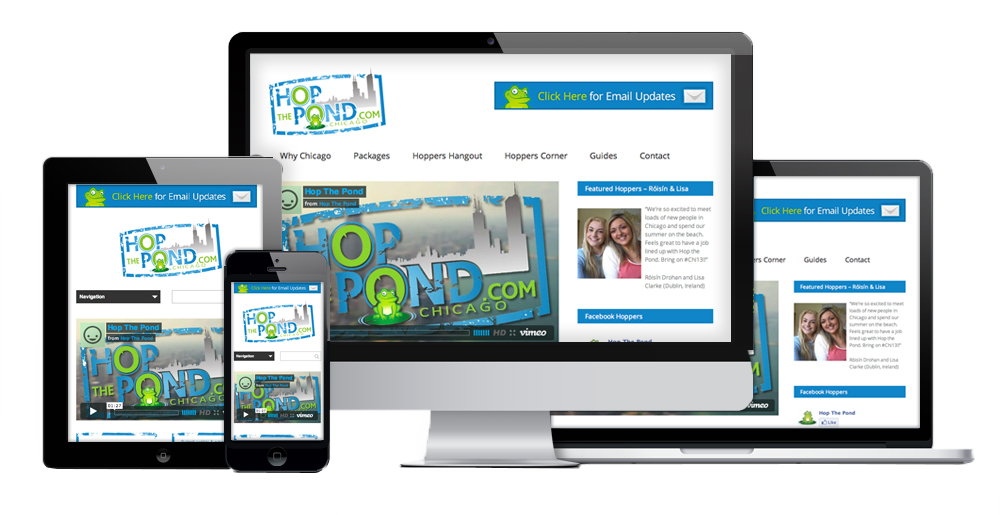 HOP
THE POND.COM
CHICAGO
Click Here for Email Updates
Why Chicago Packages Hoppers Hangout Hoppers Corner Guides Contact
Hop The Pond
from Hop The Pond
HOP
POND.COM
CHICAGO
HD vimeo
Featured Hoppers – Róisín & Lisa
"We're so excited to meet
loads of new people in
Chicago and spend our
summer on the beach.
Feels great to have a job
lined up with Hop the
Pond. Bring on #Chi13!"
Róisín Drohan and Lisa
Clarke (Dublin, Ireland)
Facebook Hoppers
Hop The Pond
Click Here for Email Updates
HOP
THE POND.COM
CHICAGO
Navigation
Hop The Pond
from Hop The Pond
HOP
THE POND.COM
CHICAGO
01:27
HD
Click Here for Email Updates
HOP
THE POND.COM
CHICAGO
Navigation
Hop The Pond
from Hop The Pond
HOP
THE POND.COM
CHICAGO
HD vimeo
Click Here for Email Updates
ers Corner Guides Contact
Featured Hoppers – Róisín & Lisa
"We're so excited to meet
loads of new people in
Chicago and spend our
summer on the beach.
Feels great to have a job
lined up with Hop the
Pond. Bring on #Chi13!"
Róisín Drohan and Lisa
Clarke (Dublin, Ireland)
.COM
vimeo
Facebook Hoppers
Hop The Pond
Like